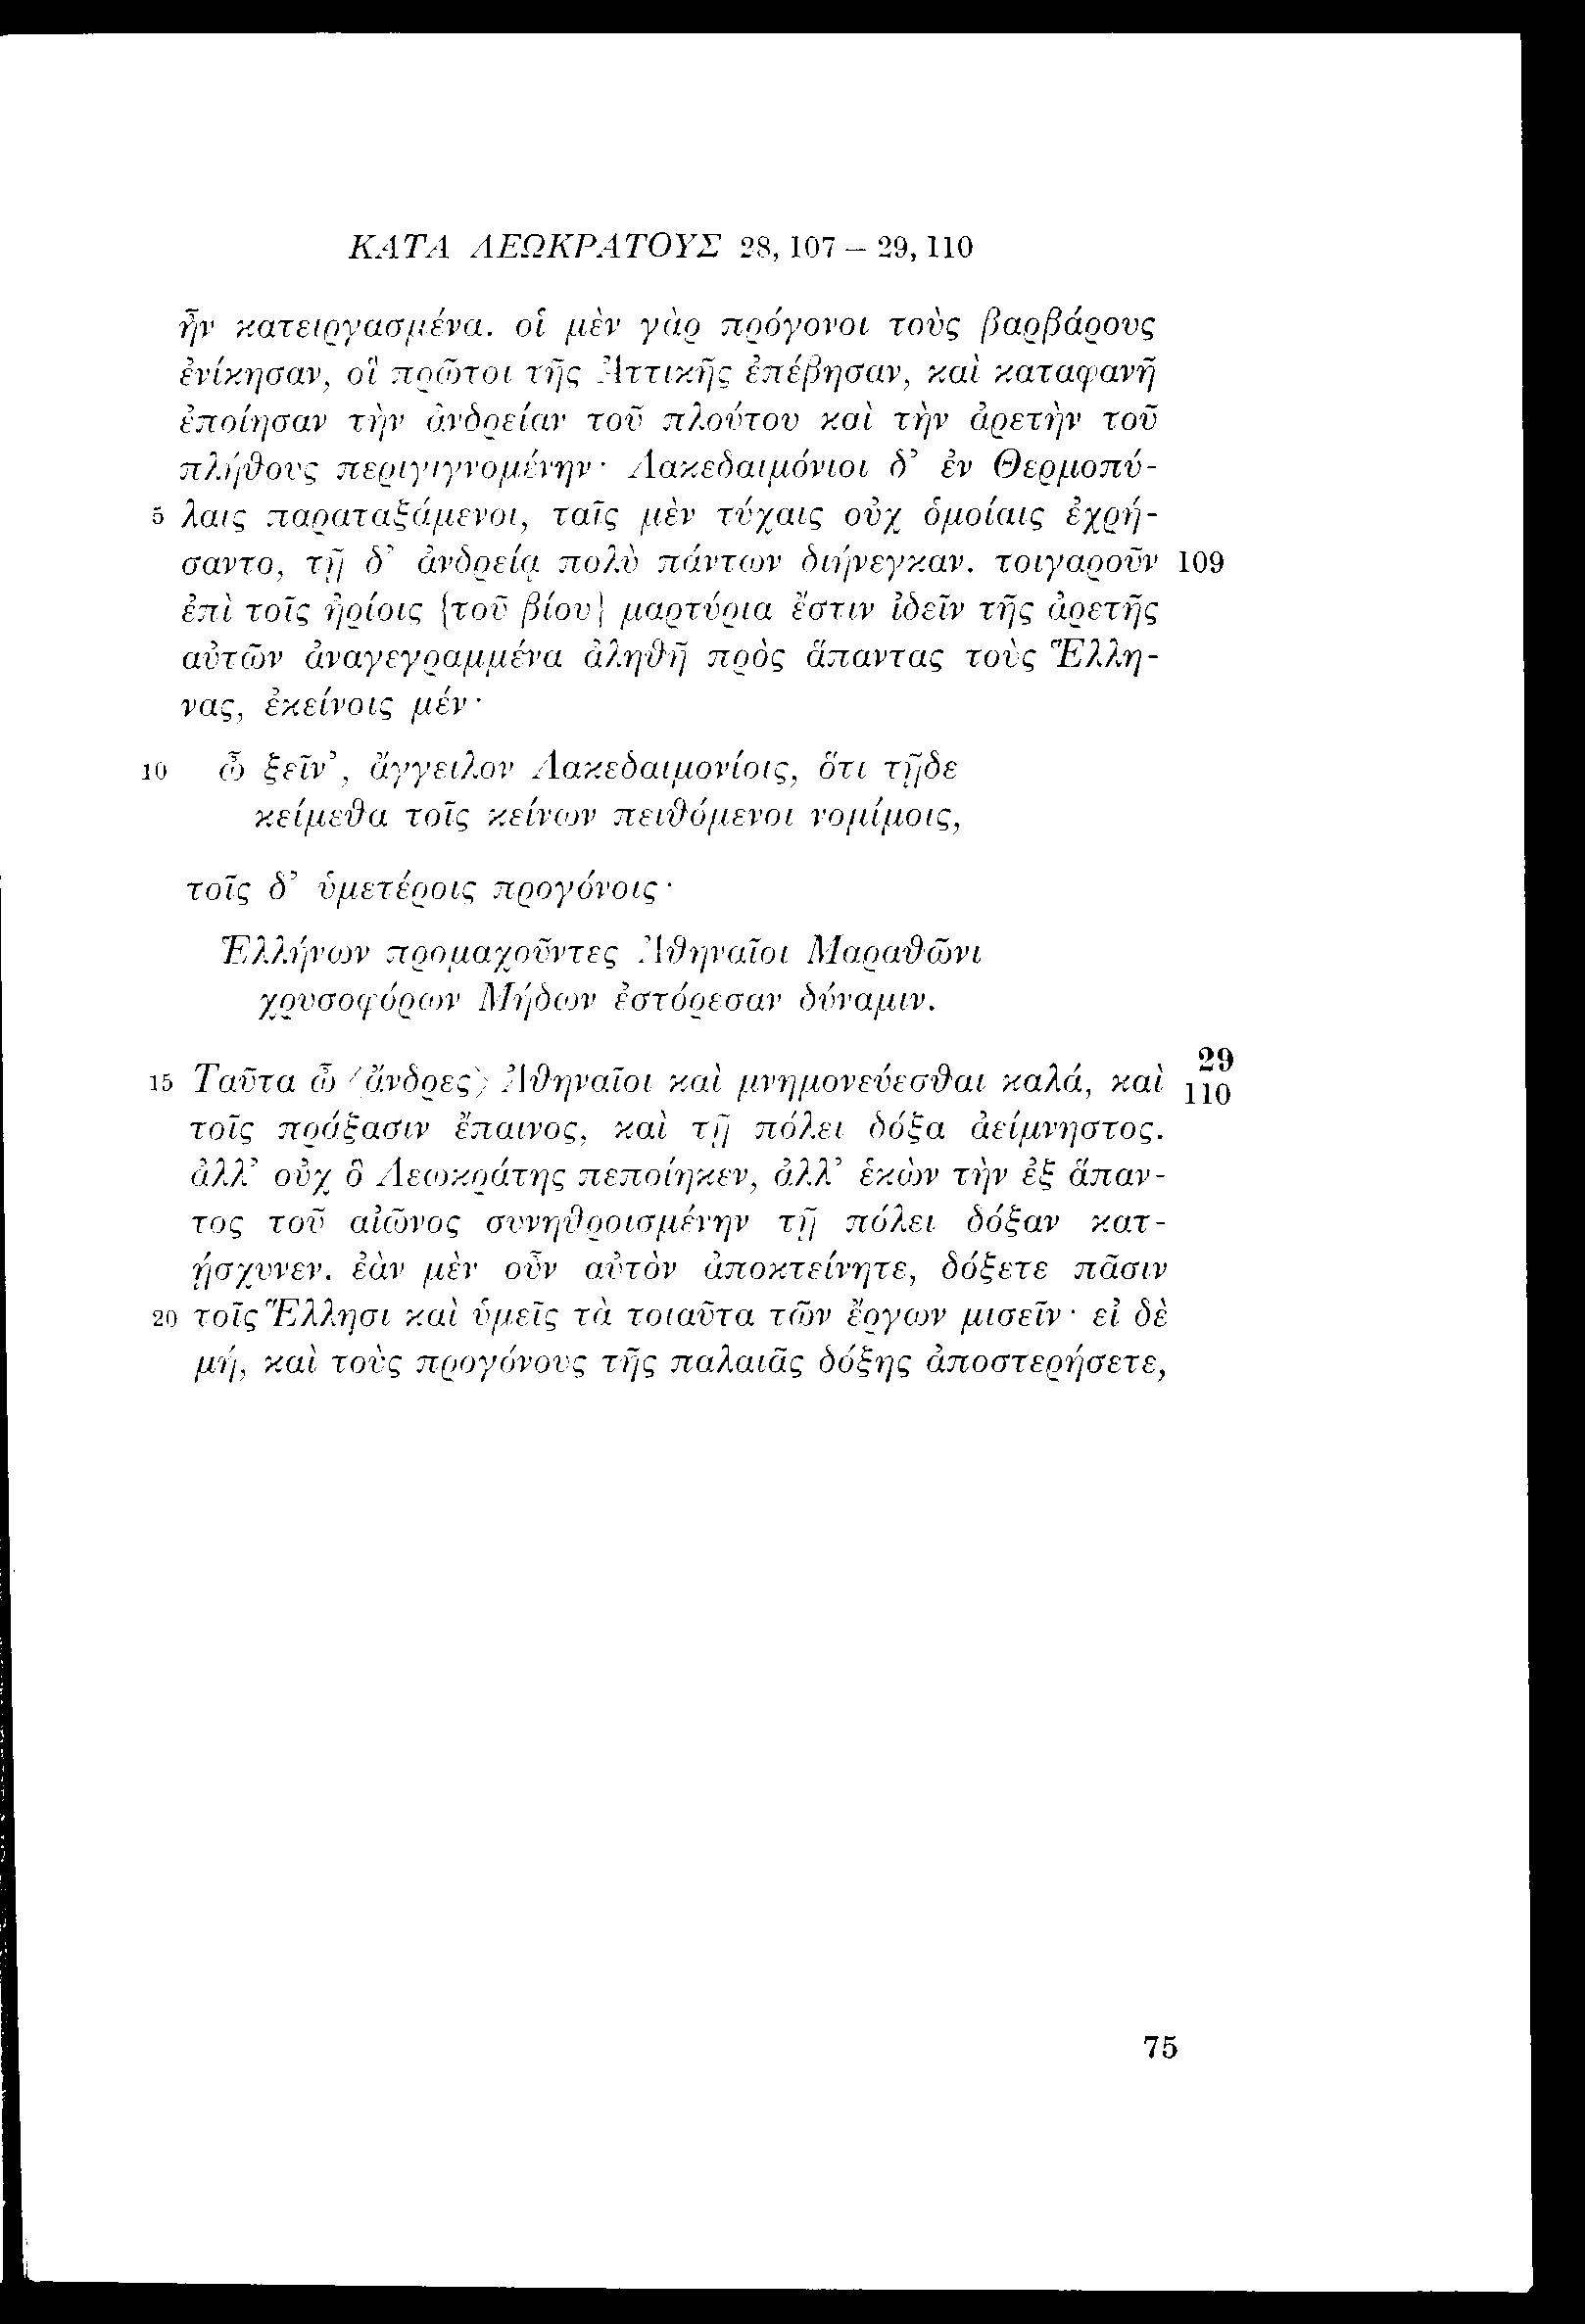 ΚΑΤΑ ΛΕΩΚΡΑΤΟΥΣ 28, 107 – 29, 110
ἦν κατειργασμένα. οἱ μὲν γὰρ πρόγονοι τοὺς βαρβάρους
ἐνίκησαν, οἳ πρῶτοι τῆς Ἀττικῆς ἐπέβησαν, καὶ καταφανῆ
ἐποίησαν τὴν ἀνδρείαν τοῦ πλούτου καὶ τὴν ἀρετὴν τοῦ
πλήθους περιγιγνομένην· Λακεδαιμόνιοι δ’ ἐν Θερμοπύ-
5 λαις παραταξάμενοι, ταῖς μὲν τύχαις οὐχ ὁμοίαις ἐχρή-
σαντο, τῇ δ’ ἀνδρείᾳ πολὺ πάντων διήνεγκαν. τοιγαροῦν 109
ἐπὶ τοῖς ἠρίοις {τοῦ βίου} μαρτύρια ἔστιν ἰδεῖν τῆς ἀρετῆς
αὐτῶν ἀναγεγραμμένα ἀληθῆ πρὸς ἅπαντας τοὺς Ἕλλη-
νας, ἐκείνοις μέν·
10 ὦ ξεῖν’, ἄγγειλον Λακεδαιμονίοις, ὅτι τῇδε
κείμεθα τοῖς κείνων πειθόμενοι νομίμοις,
τοῖς δ’ ὑμετέροις προγόνοις·
Ἑλλήνων προμαχοῦντες Ἀθηναῖοι Μαραθῶνι
χρυσοφόρων Μήδων ἐστόρεσαν δύναμιν.
29
15 Ταῦτα ὦ ⟨ἄνδρες⟩ Ἀθηναῖοι καὶ μνημονεύεσθαι καλά, καὶ 110
τοῖς πράξασιν ἔπαινος, καὶ τῇ πόλει δόξα ἀείμνηστος.
ἀλλ’ οὐχ ὃ Λεωκράτης πεποίηκεν, ἀλλ’ ἑκὼν τὴν ἐξ ἅπαν-
τος τοῦ αἰῶνος συνηθροισμένην τῇ πόλει δόξαν κατ-
ῄσχυνεν. ἐὰν μὲν οὖν αὐτὸν ἀποκτείνητε, δόξετε πᾶσιν
20 τοῖς Ἕλλησι καὶ ὑμεῖς τὰ τοιαῦτα τῶν ἔργων μισεῖν· εἰ δὲ
μή, καὶ τοὺς προγόνους τῆς παλαιᾶς δόξης ἀποστερήσετε,
75